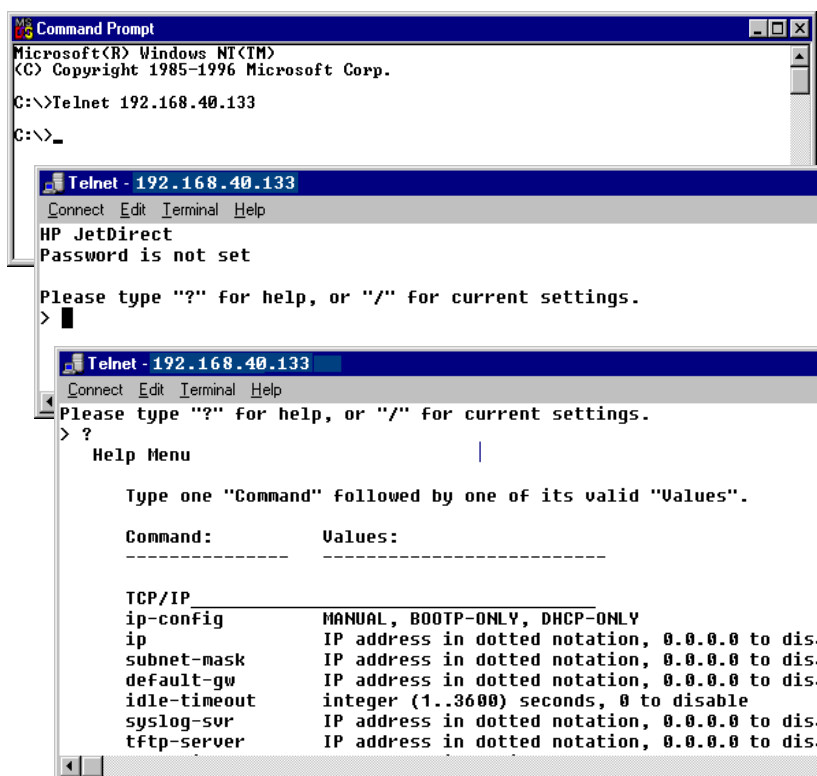 Command Prompt
Microsoft(R) Windows NT(TM)
(C) Copyright 1985-1996 Microsoft Corp.
C:\>Telnet 192.168.40.133
C:\>_
Telnet - 192.168.40.133
Connect Edit Terminal Help
HP JetDirect
Password is not set
Please type "?" for help, or "/" for current settings.
>
Telnet - 192.168.40.133
Connect Edit Terminal Help
Please type "?" for help, or "/" for current settings.
> ?
Help Menu
Type one "Command" followed by one of its valid "Values".
Command: Values:
--------------- --------------------------
TCP/IP
ip-config MANUAL, BOOTP-ONLY, DHCP-ONLY
ip IP address in dotted notation, 0.0.0.0 to dis
subnet-mask IP address in dotted notation, 0.0.0.0 to dis
default-gw IP address in dotted notation, 0.0.0.0 to dis
idle-timeout integer (1..3600) seconds, 0 to disable
syslog-svr IP address in dotted notation, 0.0.0.0 to dis
tftp-server IP address in dotted notation, 0.0.0.0 to dis